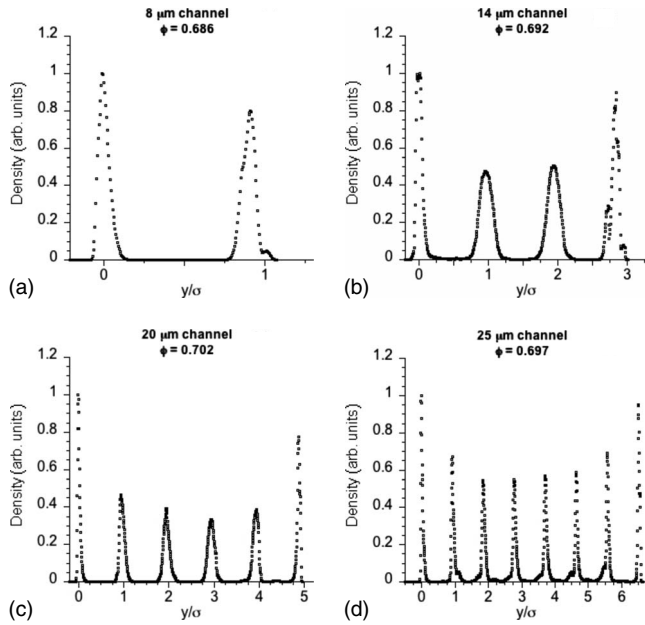 8 μm channel
ϕ = 0.686
Density (arb. units)
1.2
1
0.8
0.6
0.4
0.2
0
0 1
y/σ
(a)
14 μm channel
ϕ = 0.692
Density (arb. units)
1.2
1
0.8
0.6
0.4
0.2
0
0 1 2 3
y/σ
(b)
20 μm channel
ϕ = 0.702
Density (arb. units)
1.2
1
0.8
0.6
0.4
0.2
0
0 1 2 3 4 5
y/σ
(c)
25 μm channel
ϕ = 0.697
Density (arb. units)
1.2
1
0.8
0.6
0.4
0.2
0
0 1 2 3 4 5 6
y/σ
(d)